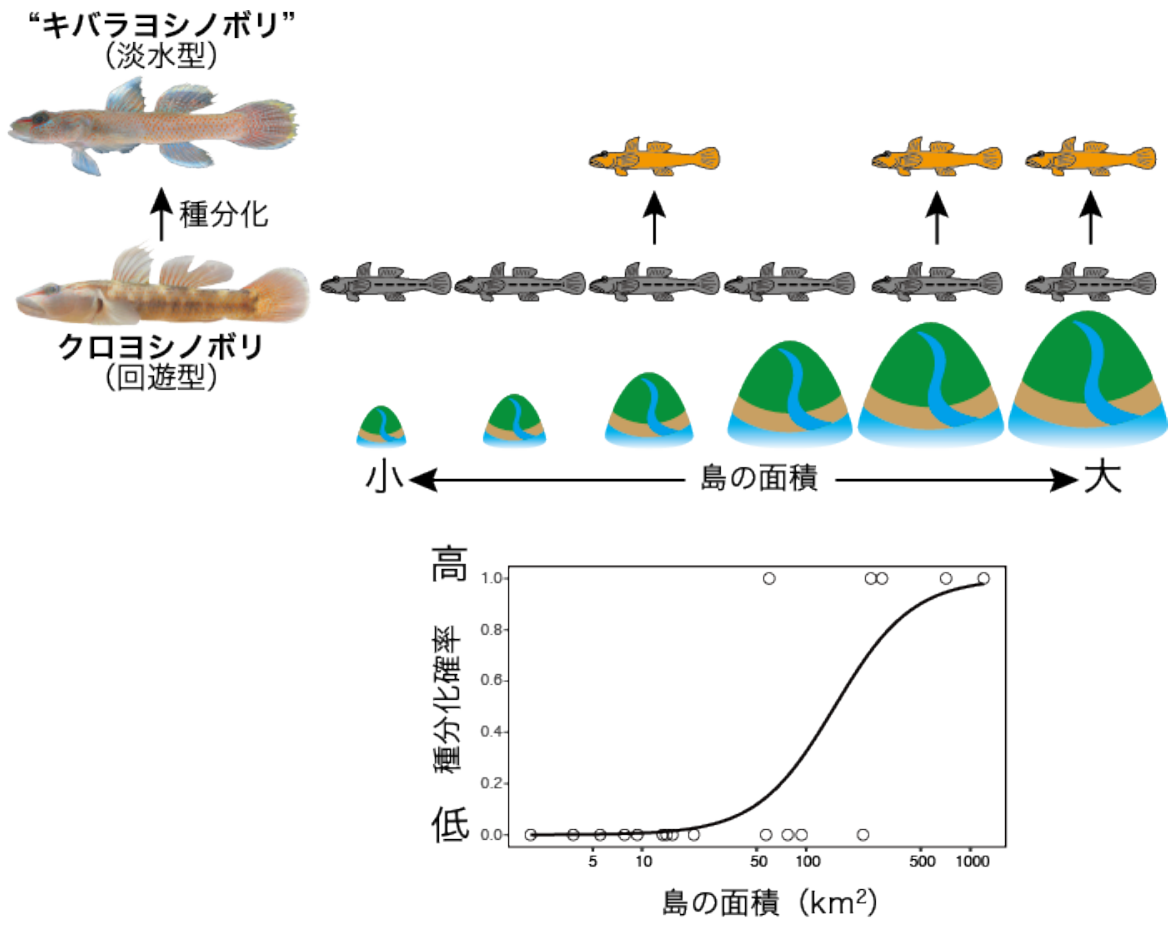 “キバラヨシノボリ”
（淡水型）
種分化
クロヨシノボリ
（回遊型）
小
島の面積
大
高
種分化確率
低
1.0
0.8
0.6
0.4
0.2
0.0
5
10
50
100
500
1000
島の面積（km²）